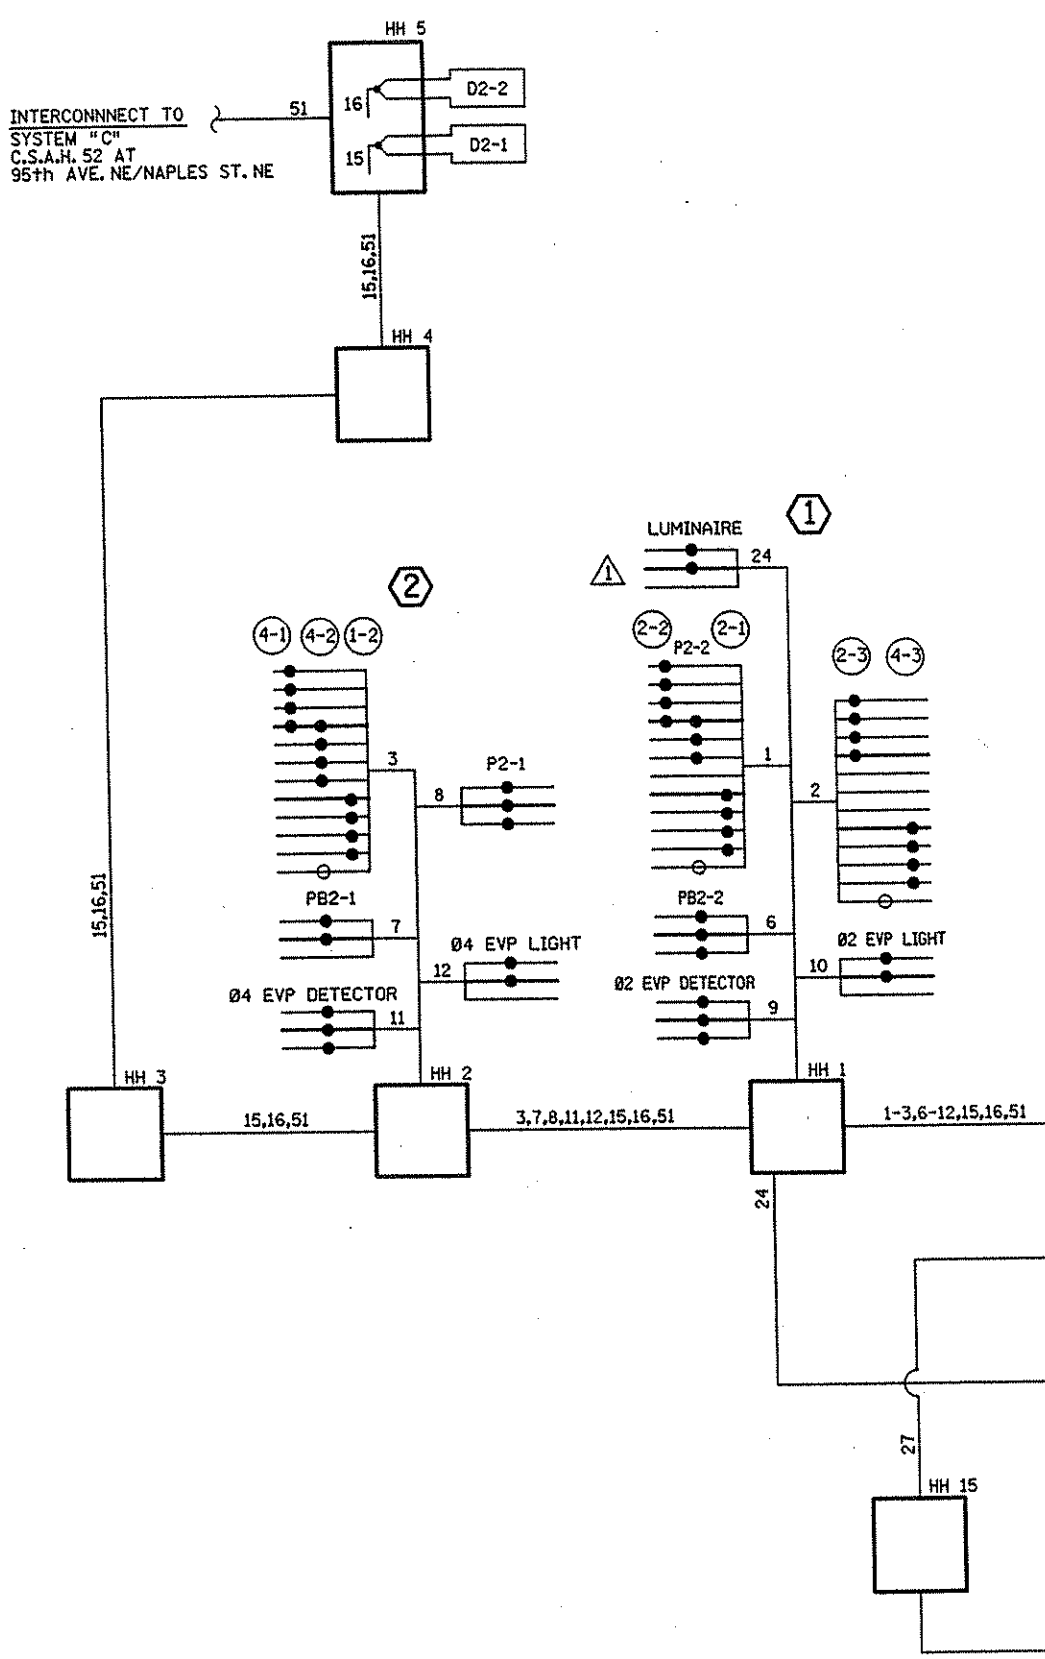 HH 5
16
D2-2
INTERCONNNECT TO
SYSTEM "C"
C.S.A.H. 52 AT
95th AVE. NE/NAPLES ST. NE
51
15
D2-1
15,16,51
HH 4
1
LUMINAIRE
24
1
2
4-1 4-2 1-2
2-2 2-1
P2-2
2-3 4-3
3
P2-1
8
1
2
15,16,51
PB2-1
7
PB2-2
6
Ø4 EVP LIGHT
12
Ø2 EVP LIGHT
10
Ø4 EVP DETECTOR
11
Ø2 EVP DETECTOR
9
HH 3
HH 2
HH 1
15,16,51
3,7,8,11,12,15,16,51
1-3,6-12,15,16,51
24
27
HH 15